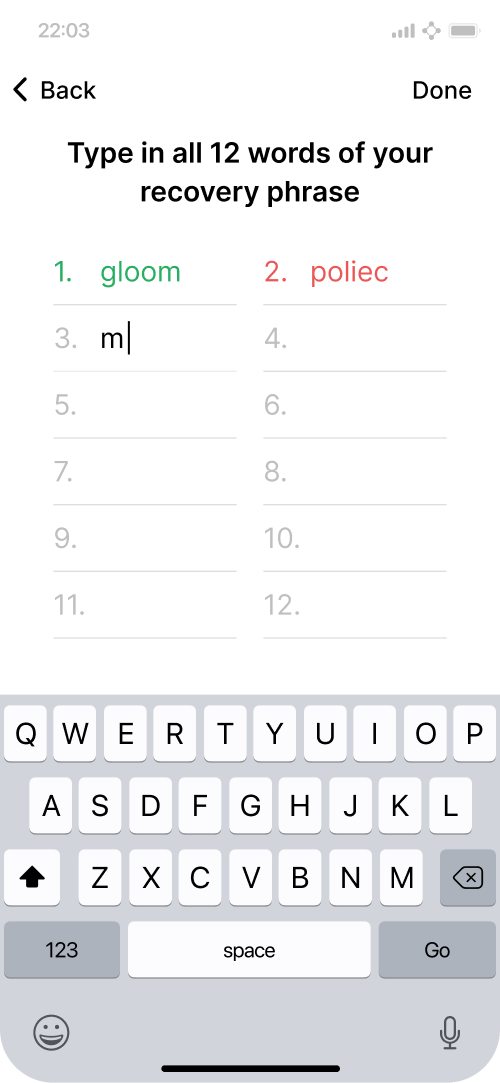 22:03
Back
Done
Type in all 12 words of your
recovery phrase
1. gloom
2. poliec
3. m
4.
5.
6.
7.
8.
9.
10.
11.
12.
Q W E R T Y U I O P
A S D F G H J K L
Z X C V B N M
123 space Go